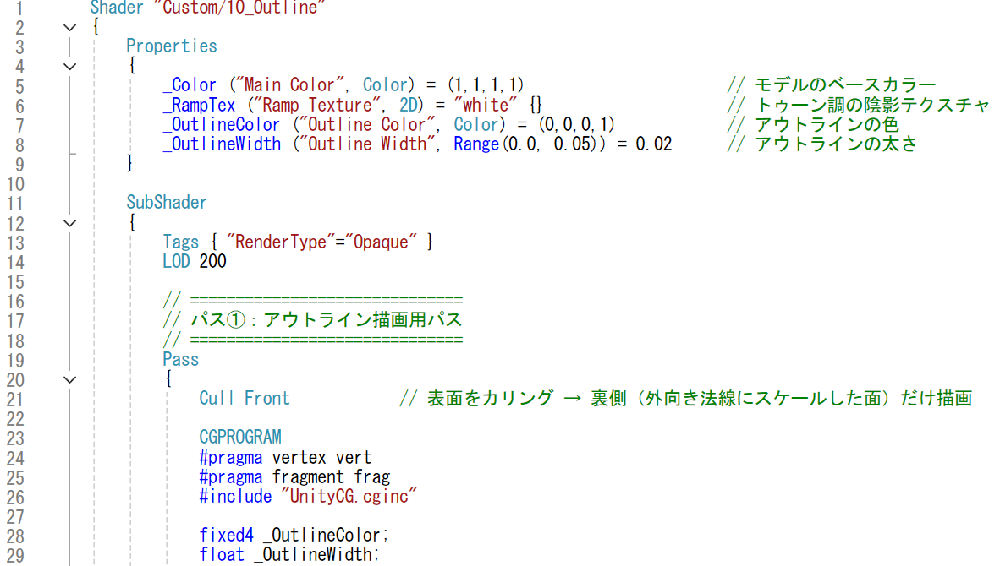 1 Shader "Custom/10_Outline"
2 {
3 Properties
4 {
5 _Color ("Main Color", Color) = (1,1,1,1) // モデルのベースカラー
6 _RampTex ("Ramp Texture", 2D) = "white" {} // トゥーン調の陰影テクスチャ
7 _OutlineColor ("Outline Color", Color) = (0,0,0,1) // アウトラインの色
8 _OutlineWidth ("Outline Width", Range(0.0, 0.05)) = 0.02 // アウトラインの太さ
9 }
10
11 SubShader
12 {
13 Tags { "RenderType"="Opaque" }
14 LOD 200
15
16 // ==============================
17 // パス①：アウトライン描画用パス
18 // ==============================
19 Pass
20 {
21 Cull Front // 表面をカリング → 裏側（外向き法線にスケールした面）だけ描画
22
23 CGPROGRAM
24 #pragma vertex vert
25 #pragma fragment frag
26 #include "UnityCG.cginc"
27
28 fixed4 _OutlineColor;
29 float _OutlineWidth;